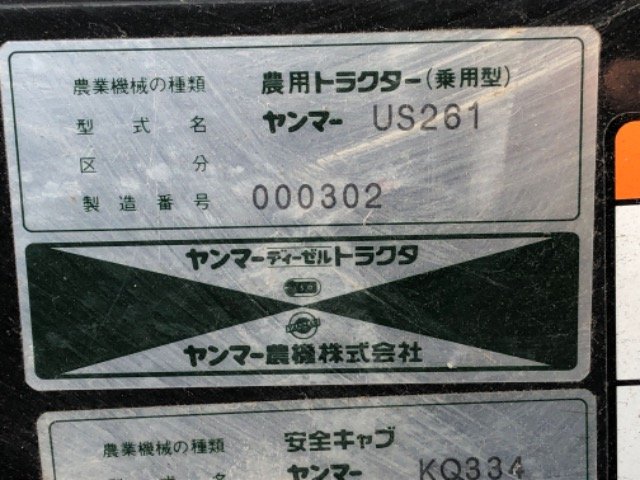 農業機械の種類 農用トラクター(乗用型)
型式名 ヤンマー US261
区分
製造番号 000302
ヤンマーディーゼルトラクタ
ヤンマー農機株式会社
農業機械の種類 安全キャブ
ヤンマー KQ334